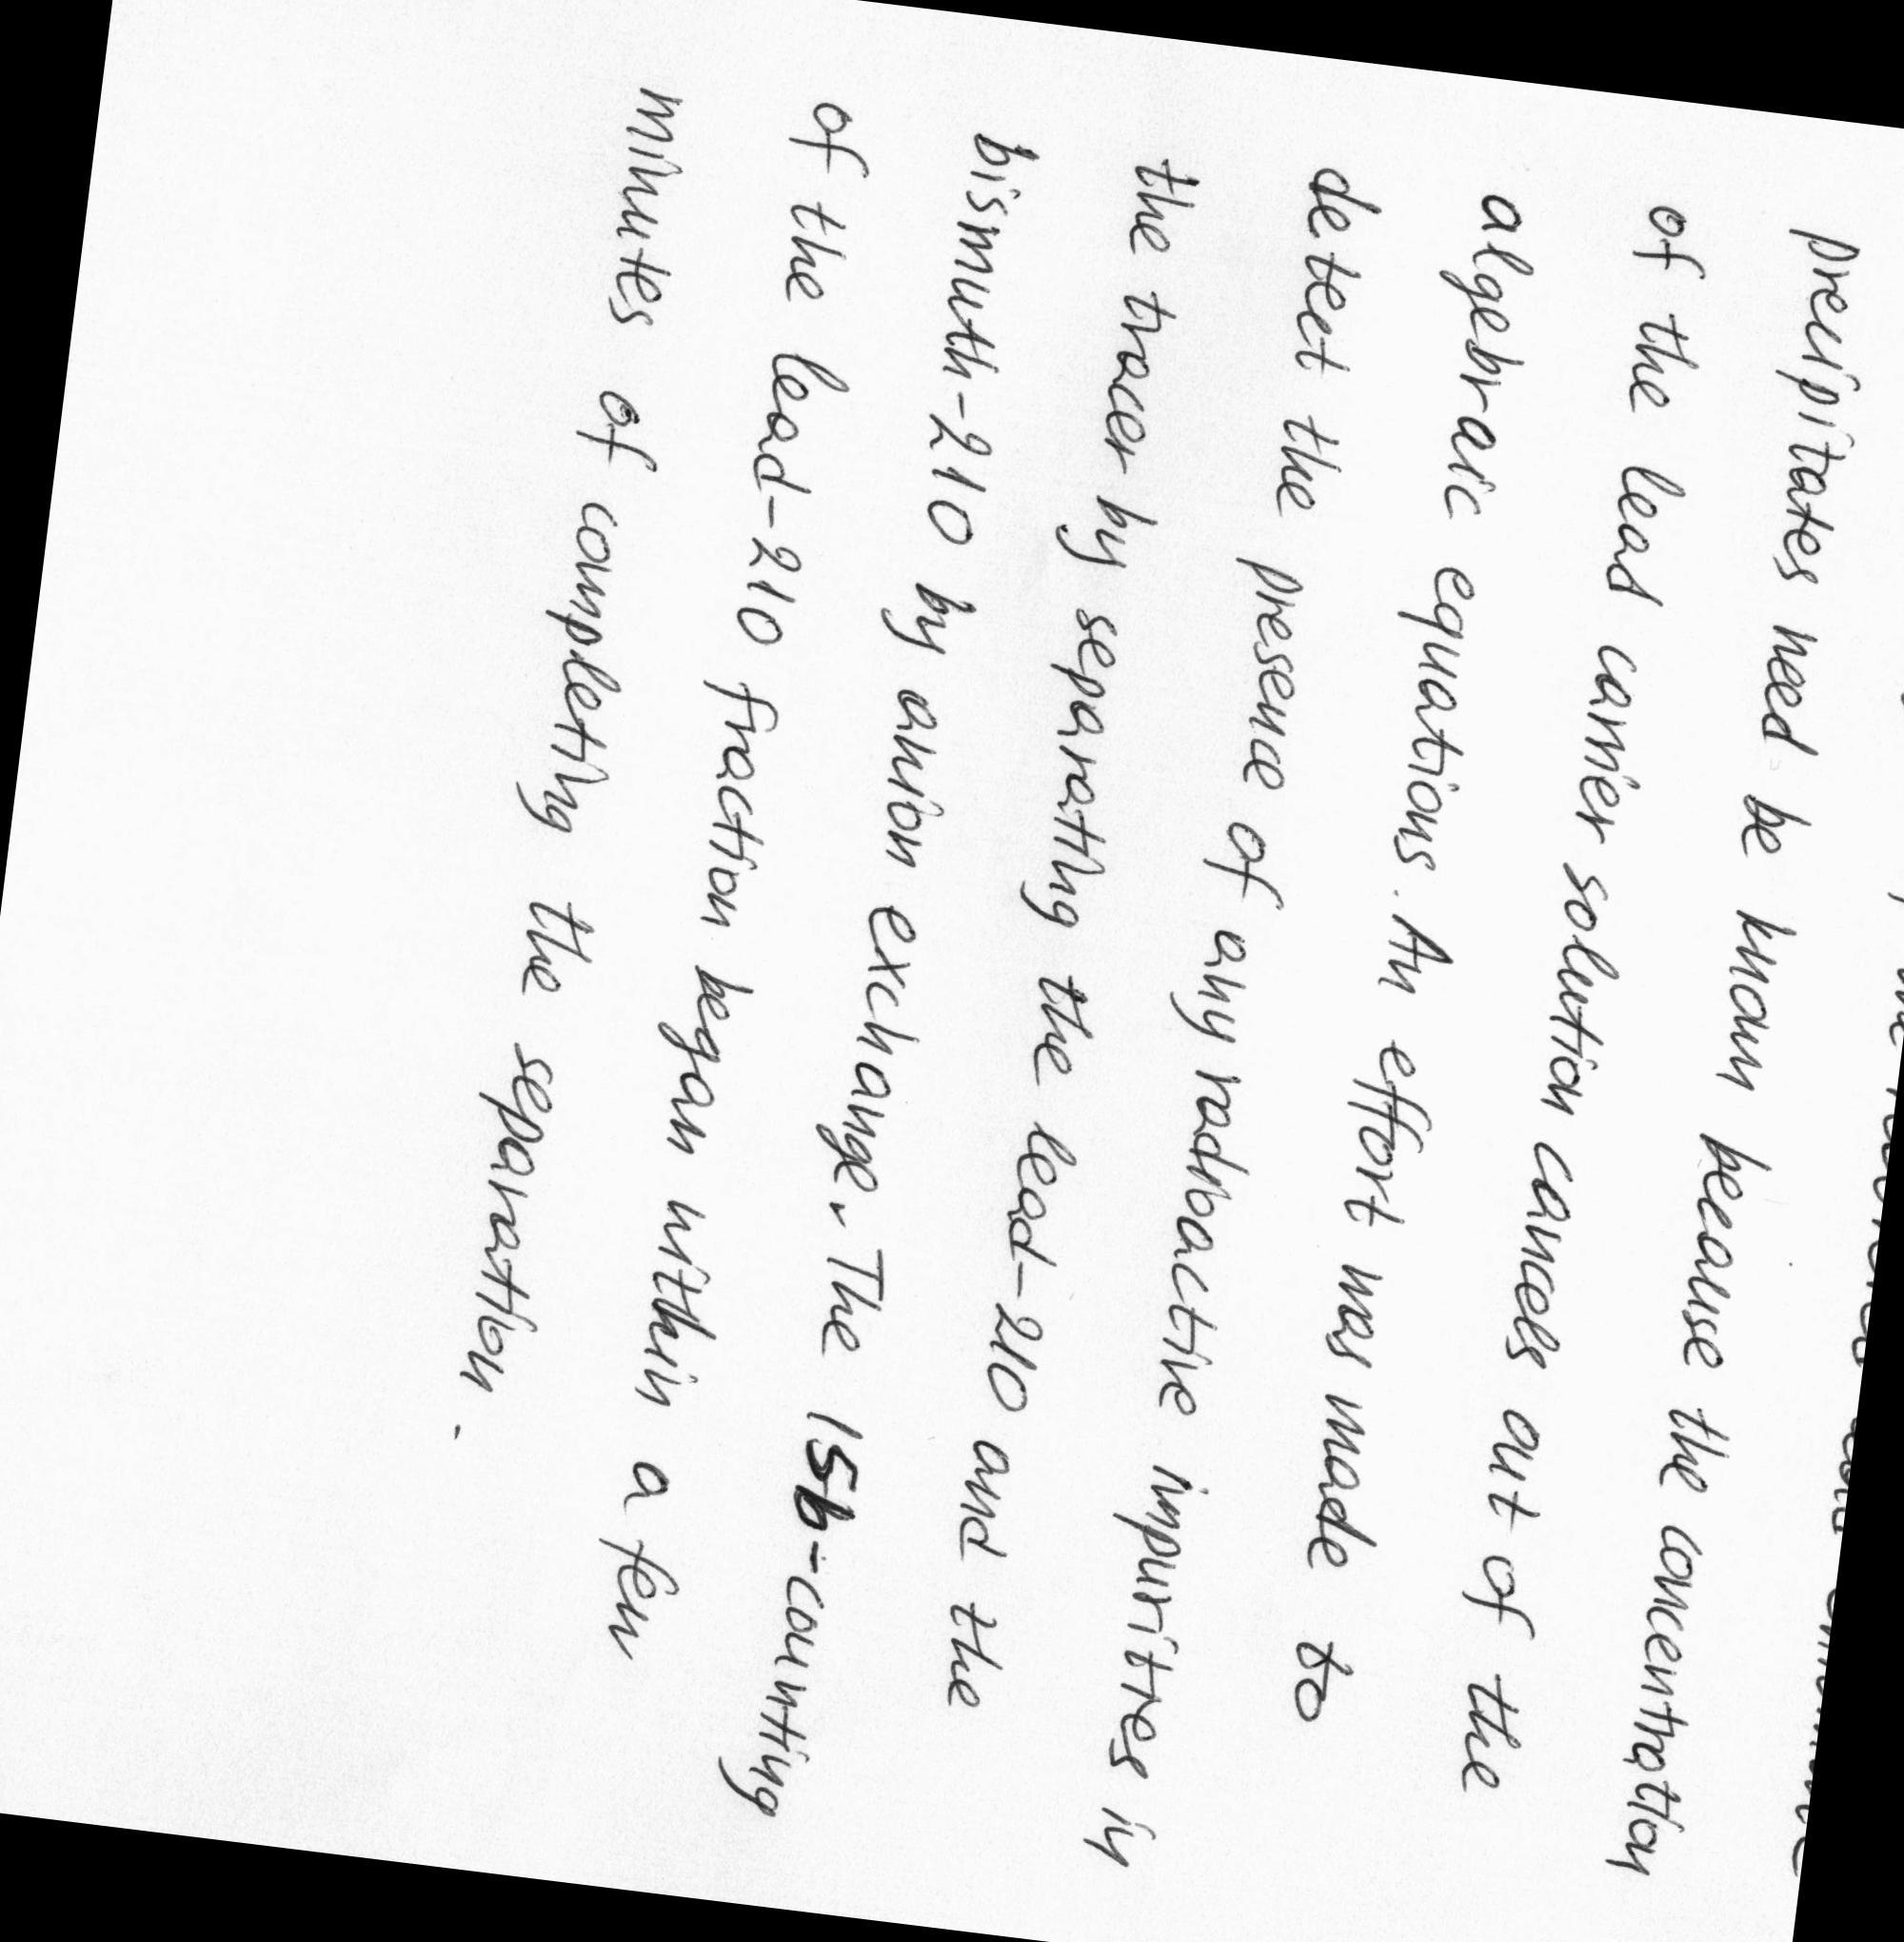 precipitates need be known because the concentration
of the lead carrier solution cancels out of the
algebraic equations. An effort was made to
detect the presence of any radioactive impurities in
the tracer by separating the lead-210 and the
bismuth-210 by anion exchange. The 15b-counting
of the lead-210 fraction began within a few
minutes of completing the separation.